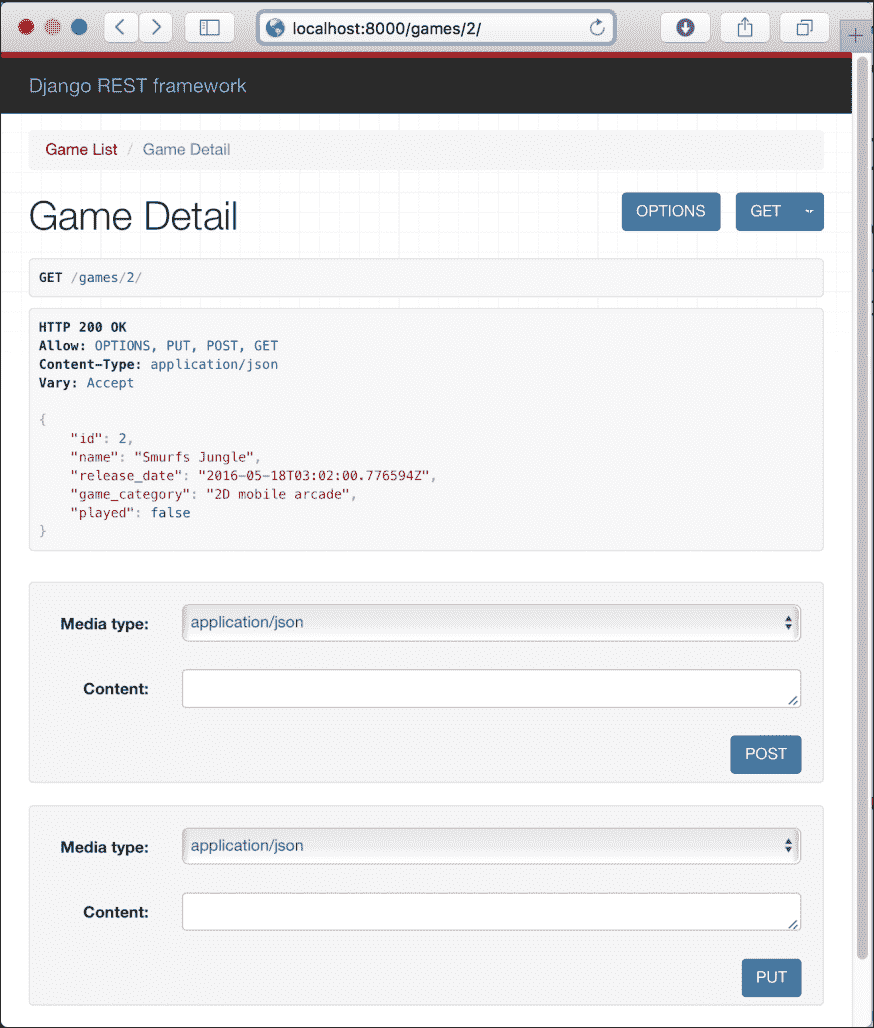 localhost:8000/games/2/
Django REST framework
Game List / Game Detail
Game Detail
OPTIONS
GET
GET /games/2/
HTTP 200 OK
Allow: OPTIONS, PUT, POST, GET
Content-Type: application/json
Vary: Accept
{
"id": 2,
"name": "Smurfs Jungle",
"release_date": "2016-05-18T03:02:00.776594Z",
"game_category": "2D mobile arcade",
"played": false
}
Media type: application/json
Content:
POST
Media type: application/json
Content:
PUT